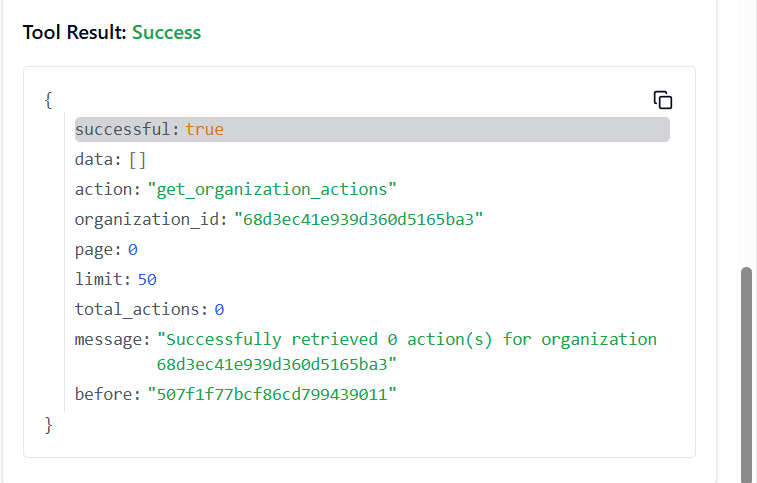 Tool Result: Success
{
successful: true
data: []
action: "get_organization_actions"
organization_id: "68d3ec41e939d360d5165ba3"
page: 0
limit: 50
total_actions: 0
message: "Successfully retrieved 0 action(s) for organization
68d3ec41e939d360d5165ba3"
before: "507f1f77bcf86cd799439011"
}